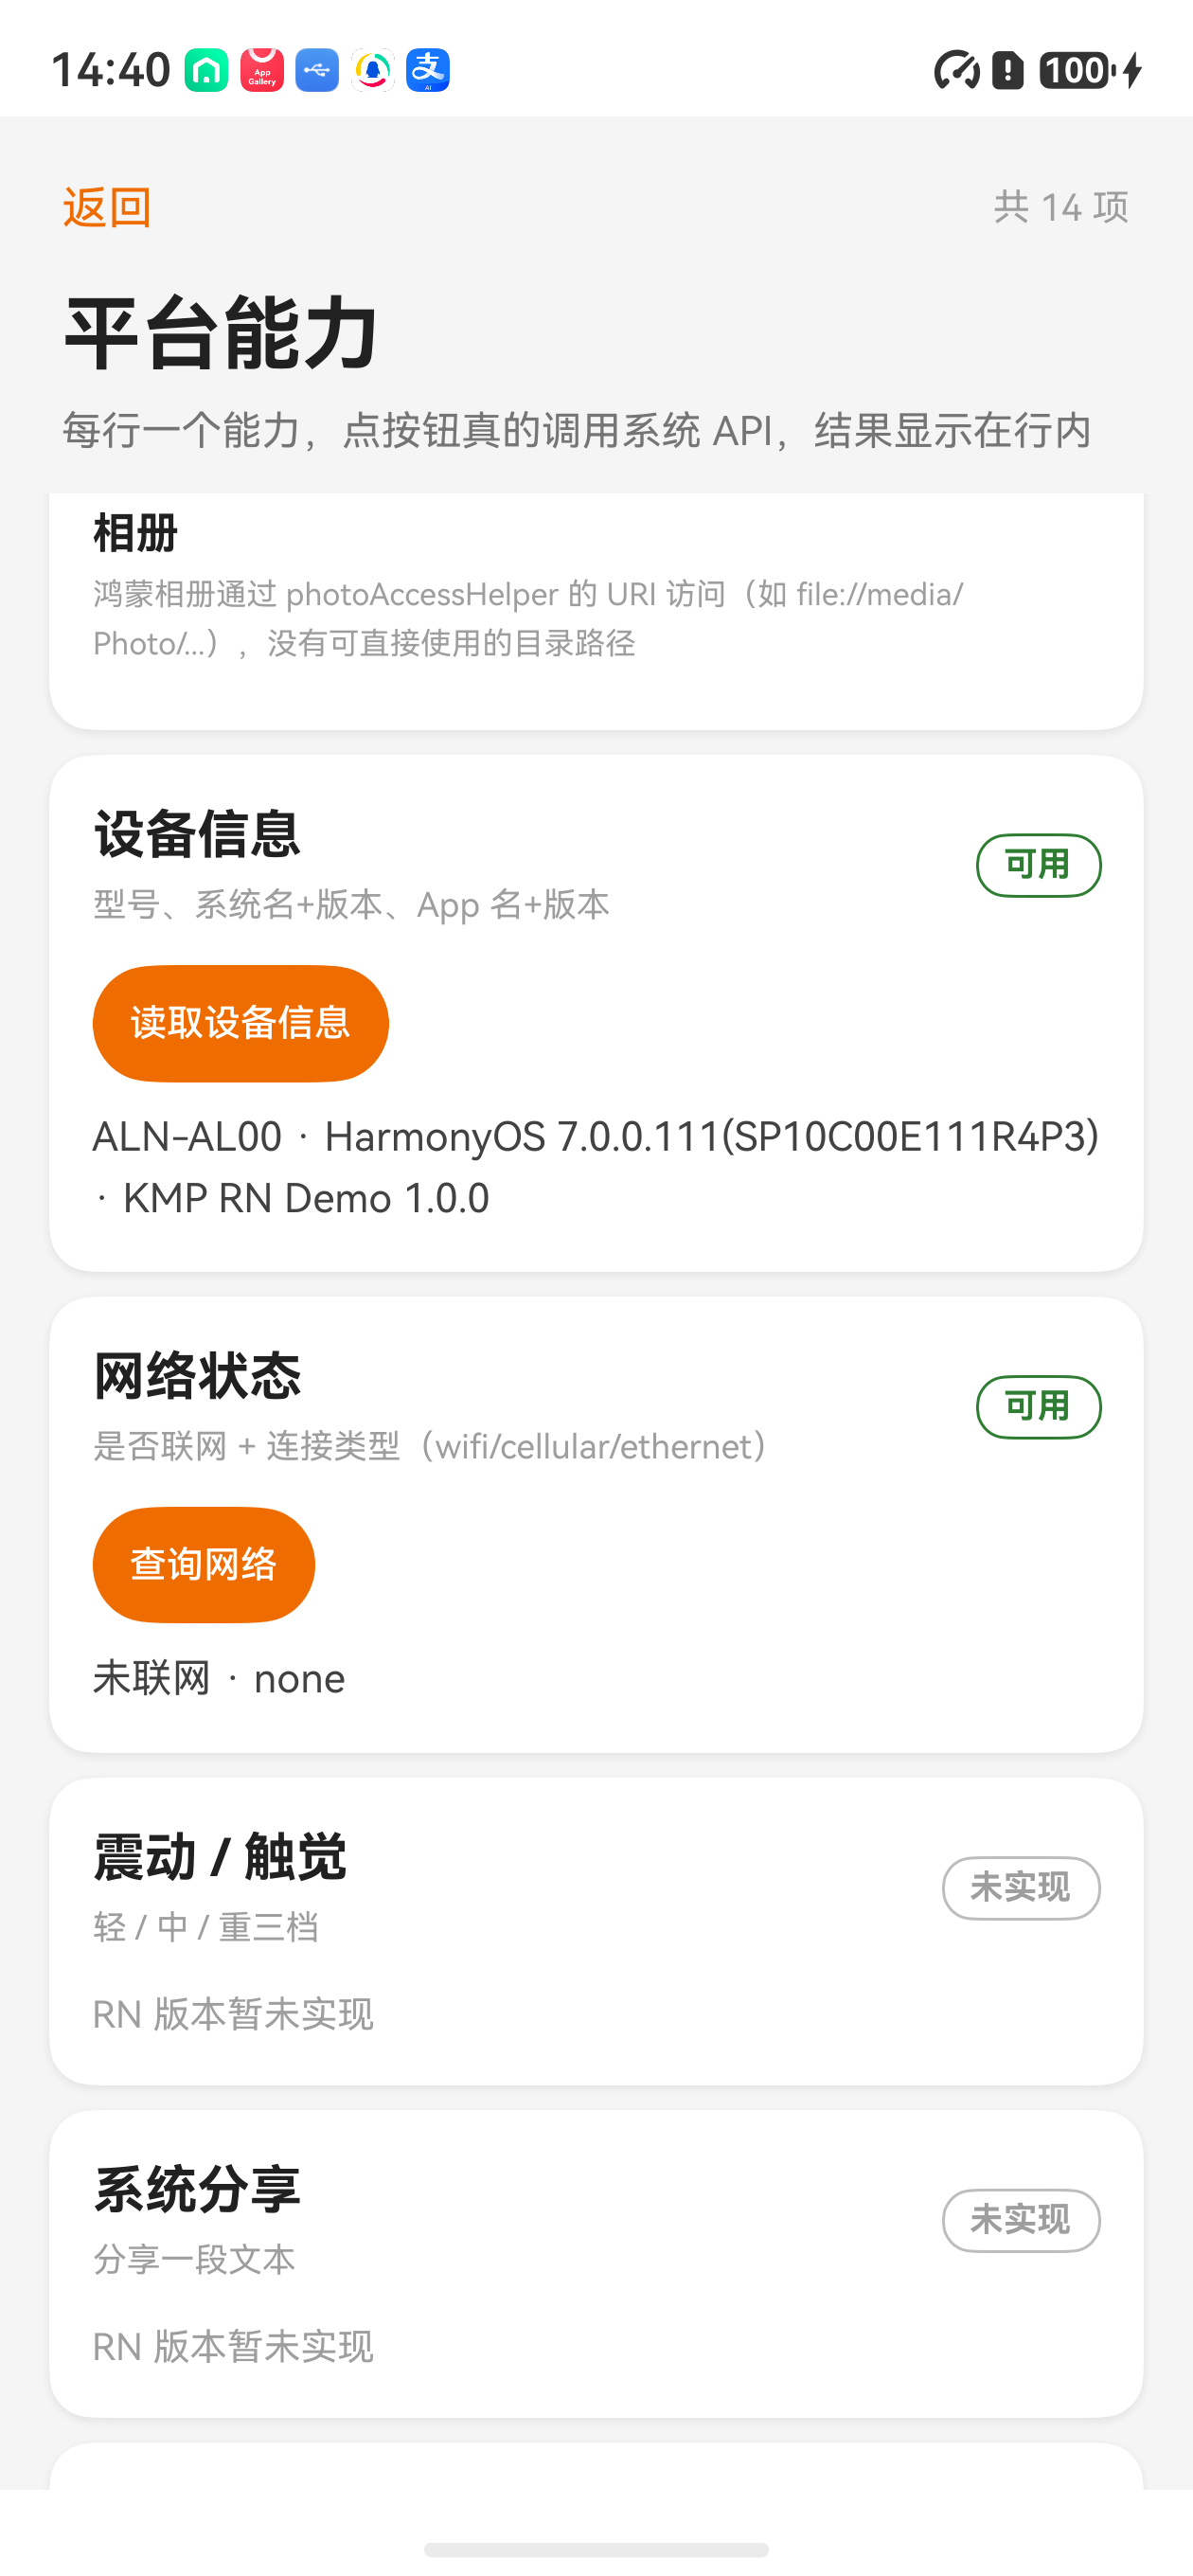 14:40
App
Gallery
支
AI
100
返回
共 14 项
平台能力
每行一个能力，点按钮真的调用系统 API，结果显示在行内
相册
鸿蒙相册通过 photoAccessHelper 的 URI 访问（如 file://media/
Photo/...），没有可直接使用的目录路径
设备信息
可用
型号、系统名+版本、App 名+版本
读取设备信息
ALN-AL00 · HarmonyOS 7.0.0.111(SP10C00E111R4P3)
· KMP RN Demo 1.0.0
网络状态
可用
是否联网 + 连接类型（wifi/cellular/ethernet）
查询网络
未联网 · none
震动 / 触觉
未实现
轻 / 中 / 重三档
RN 版本暂未实现
系统分享
未实现
分享一段文本
RN 版本暂未实现